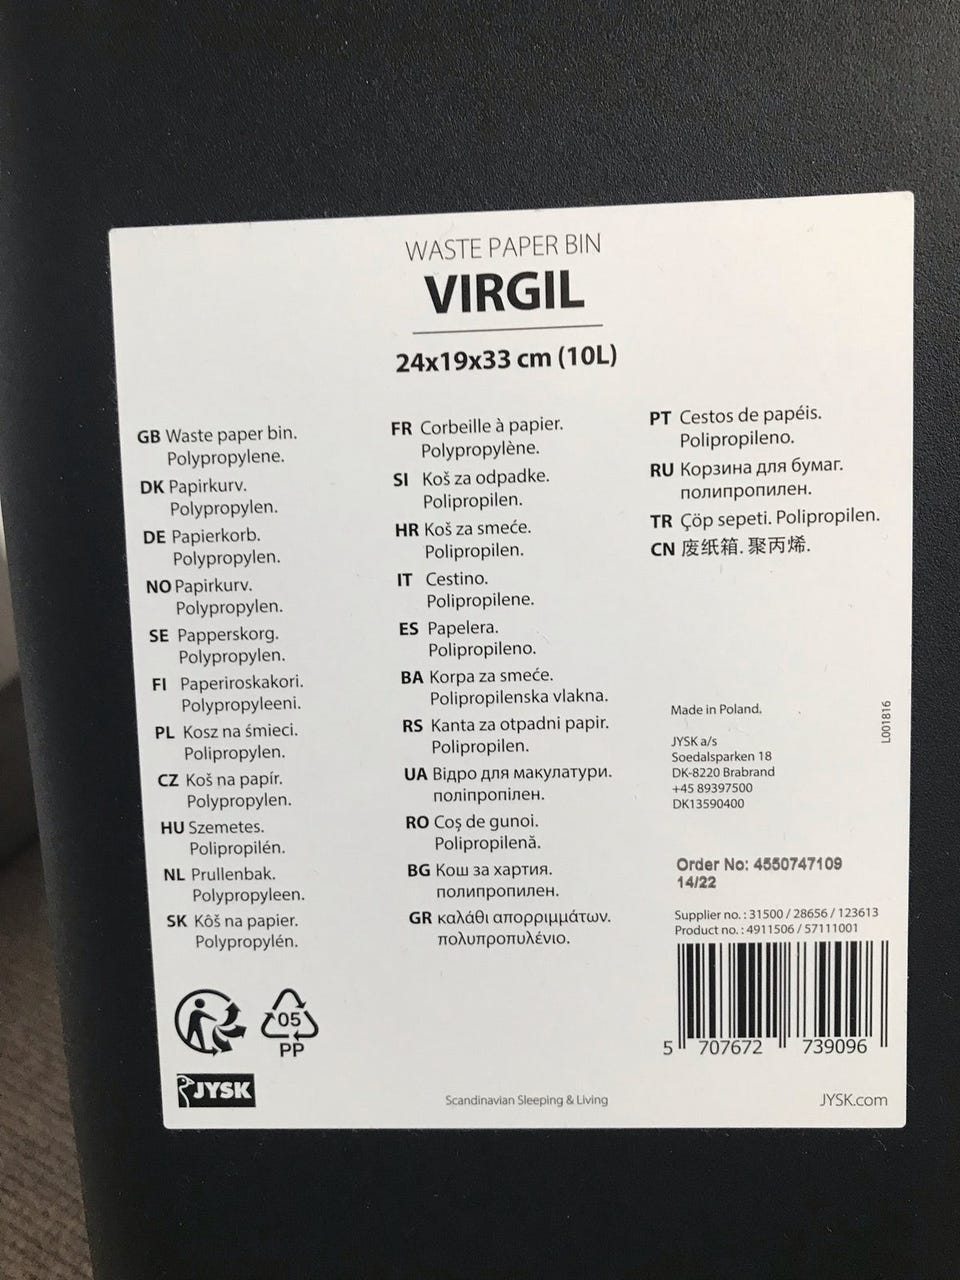 WASTE PAPER BIN
VIRGIL
24x19x33 cm (10L)
GB Waste paper bin.
Polypropylene.
DK Papirkurv.
Polypropylen.
DE Papierkorb.
Polypropylen.
NO Papirkurv.
Polypropylen.
SE Papperskorg.
Polypropylen.
FI Paperiroskakori.
Polypropyleeni.
PL Kosz na śmieci.
Polipropylen.
CZ Koš na papír.
Polypropylen.
HU Szemetes.
Polipropilén.
NL Prullenbak.
Polypropyleen.
SK Kôš na papier.
Polypropylén.
FR Corbeille à papier.
Polypropylène.
SI Koš za odpadke.
Polipropilen.
HR Koš za smeće.
Polipropilen.
IT Cestino.
Polipropilene.
ES Papelera.
Polipropileno.
BA Korpa za smeće.
Polipropilenska vlakna.
RS Kanta za otpadni papir.
Polipropilen.
UA Відро для макулатури.
поліпропілен.
RO Coş de gunoi.
Polipropilenă.
BG Кош за хартия.
полипропилен.
GR καλάθι απορριμμάτων.
πολυπροπυλένιο.
PT Cestos de papéis.
Polipropileno.
RU Корзина для бумаг.
полипропилен.
TR Çöp sepeti. Polipropilen.
CN 废纸箱. 聚丙烯.
Made in Poland.
JYSK a/s
Soedalsparken 18
DK-8220 Brabrand
+45 89397500
DK13590400
L001816
Order No: 4550747109
14/22
Supplier no.: 31500 / 28656 / 123613
Product no.: 4911506 / 57111001
5 707672 739096
05
PP
JYSK
Scandinavian Sleeping & Living
JYSK.com